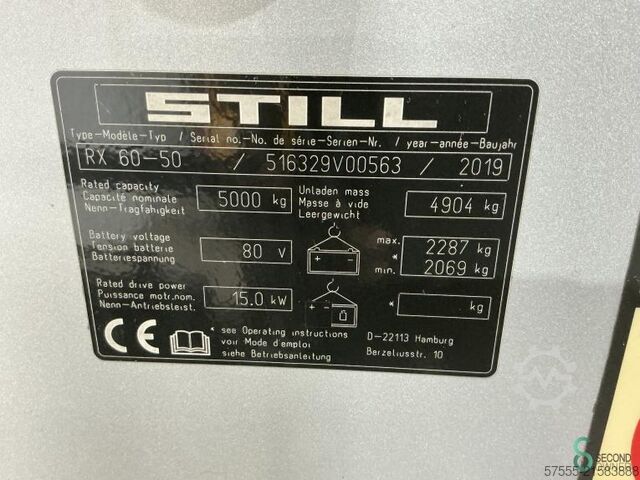 STILL
Type-Modèle-Typ / Serial no.-No. de série-Serien-Nr. / year-année-Baujahr
RX 60-50 / 516329V00563 / 2019
Rated capacity
Capacité nominale
Nenn-Tragfähigkeit
5000 kg
Unladen mass
Masse à vide
Leergewicht
4904 kg
Battery voltage
Tension batterie
Batteriespannung
80 V
+ -
max. 2287 kg
*
min. 2069 kg
Rated drive power
Puissance motr.nom.
Nenn-Antriebsleist.
15.0 kW
+ -
* kg
CE
* see Operating instructions
voir Mode d'emploi
siehe Betriebsanleitung
D-22113 Hamburg
Berzeliusstr. 10
SECOND
57555-21583888